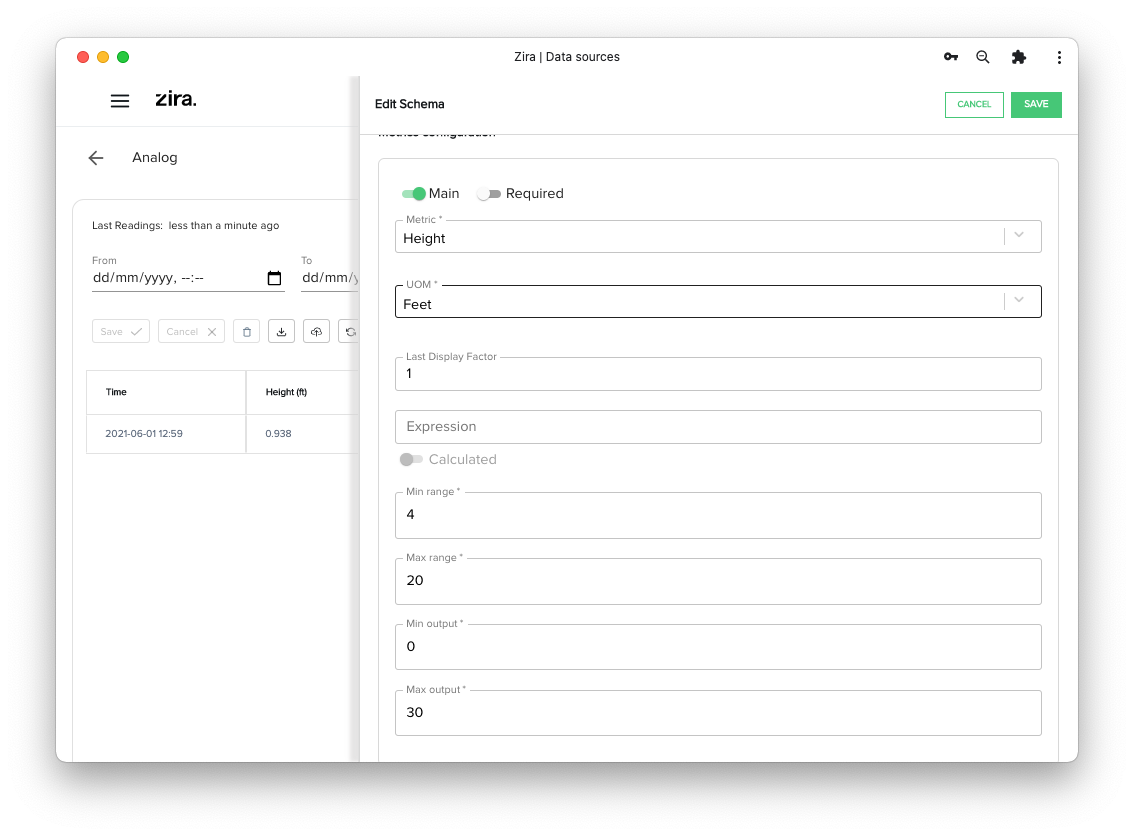 Zira | Data sources
zira.
Edit Schema
CANCEL
SAVE
Metrics configuration
Analog
Last Readings: less than a minute ago
From
To
dd/mm/yyyy, --:--
dd/mm/y
Save
Cancel
Time
Height (ft)
2021-06-01 12:59
0.938
Main
Required
Metric *
Height
UOM *
Feet
Last Display Factor
1
Expression
Calculated
Min range *
4
Max range *
20
Min output *
0
Max output *
30